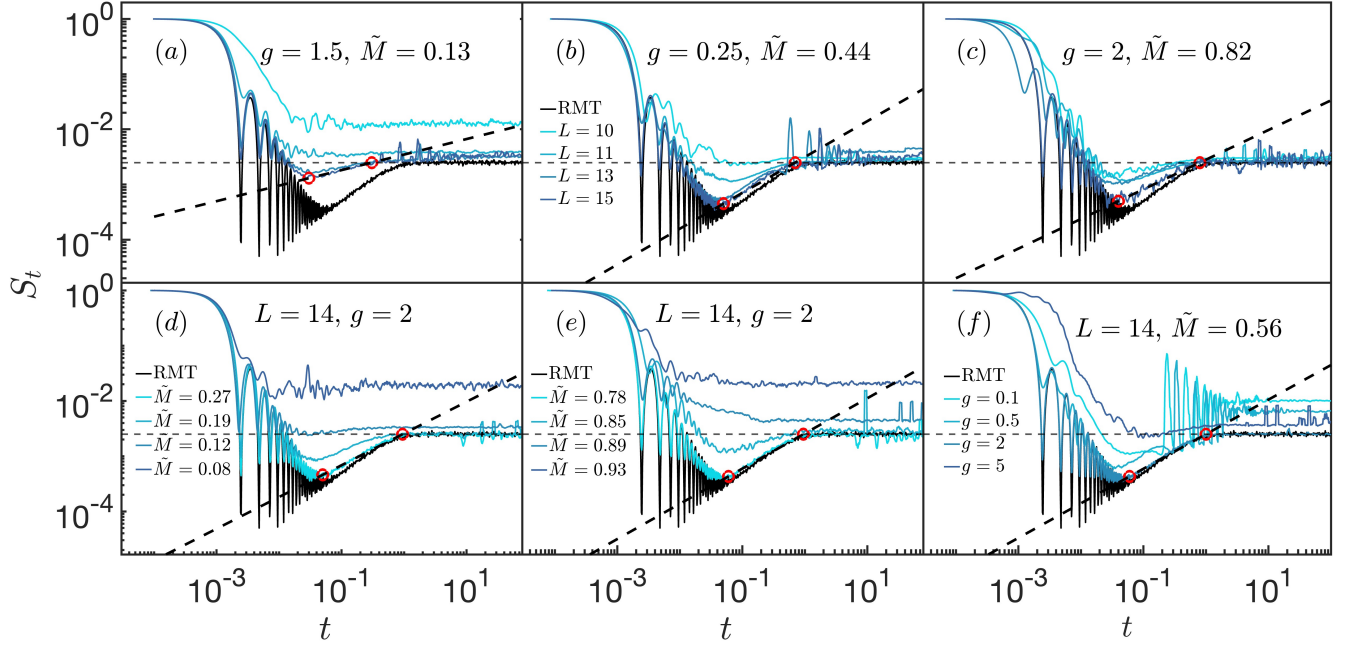 10^0
10^-2
10^-4
S_t
(a) g = 1.5, M̃ = 0.13
(b) g = 0.25, M̃ = 0.44
RMT
L = 10
L = 11
L = 13
L = 15
(c) g = 2, M̃ = 0.82
0
10^0
10^-2
10^-4
(d) L = 14, g = 2
RMT
M̃ = 0.27
M̃ = 0.19
M̃ = 0.12
M̃ = 0.08
(e) L = 14, g = 2
RMT
M̃ = 0.78
M̃ = 0.85
M̃ = 0.89
M̃ = 0.93
(f) L = 14, M̃ = 0.56
RMT
g = 0.1
g = 0.5
g = 2
g = 5
10^-3 10^-1 10^1
10^-3 10^-1 10^1
10^-3 10^-1 10^1
t t t